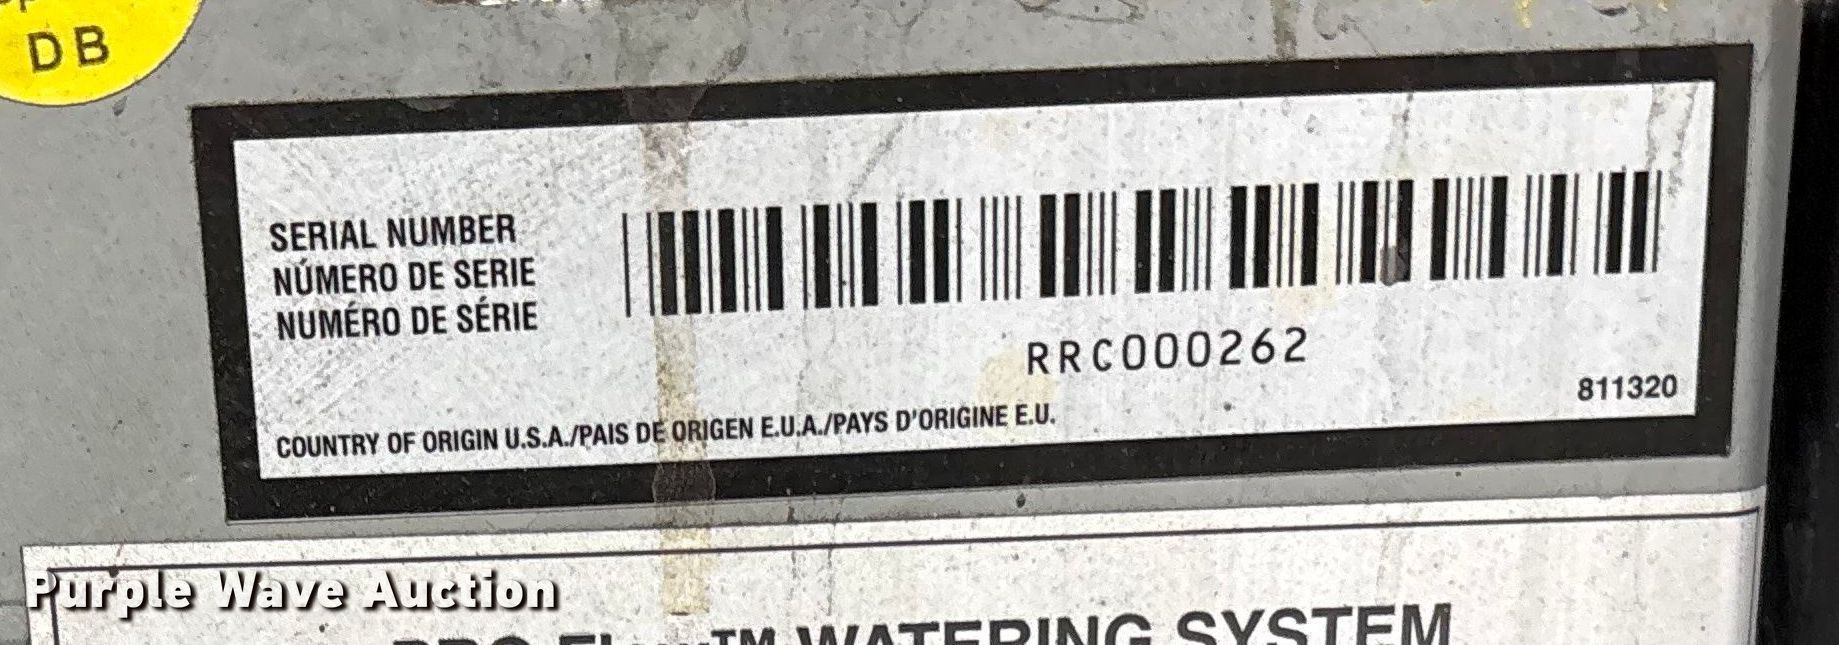 DB
SERIAL NUMBER
NÚMERO DE SERIE
NUMÉRO DE SÉRIE
RRC000262
811320
COUNTRY OF ORIGIN U.S.A./PAIS DE ORIGEN E.U.A./PAYS D'ORIGINE E.U.
Purple Wave Auction
WATERING SYSTEM